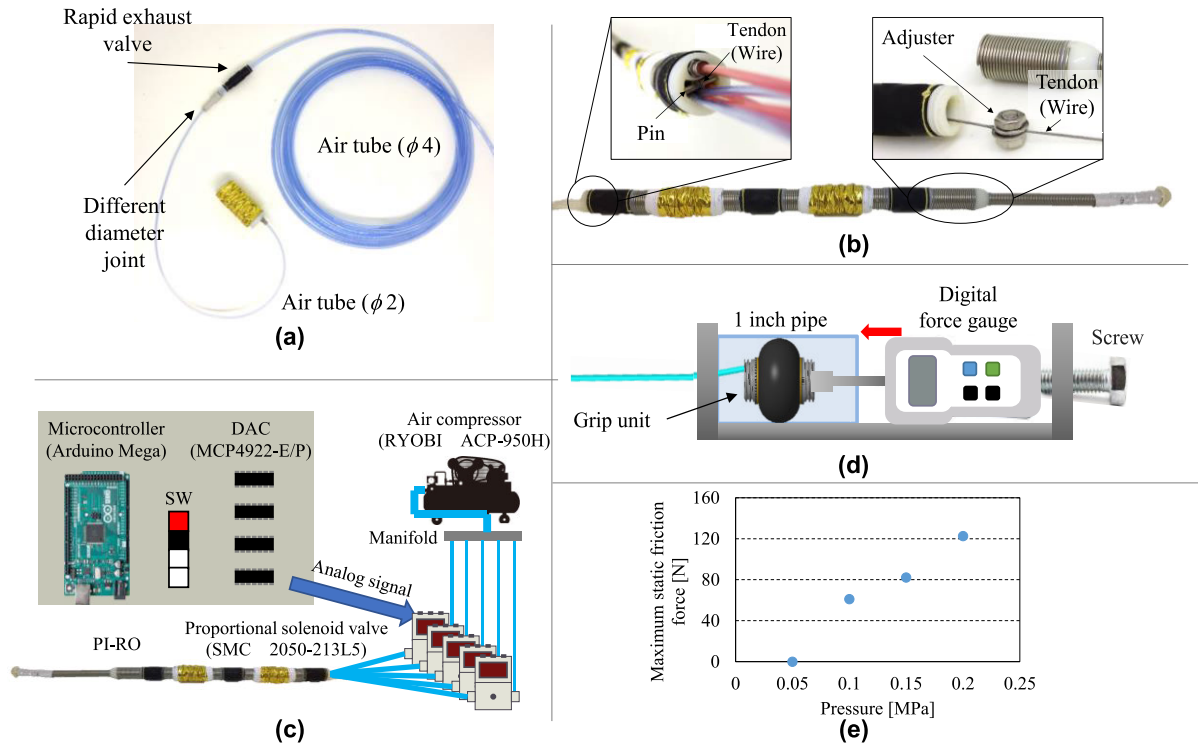 Rapid exhaust
valve
Air tube (ϕ4)
Different
diameter
joint
Air tube (ϕ2)
(a)
Tendon
(Wire)
Pin
Adjuster
Tendon
(Wire)
(b)
Microcontroller
(Arduino Mega)
SW
DAC
(MCP4922-E/P)
Air compressor
(RYOBI ACP-950H)
Manifold
Analog signal
PI-RO
Proportional solenoid valve
(SMC 2050-213L5)
(c)
1 inch pipe
Digital
force gauge
Screw
Grip unit
(d)
Maximum static friction
force [N]
160
120
80
40
0
0
0.05
0.1
0.15
0.2
0.25
Pressure [MPa]
(e)